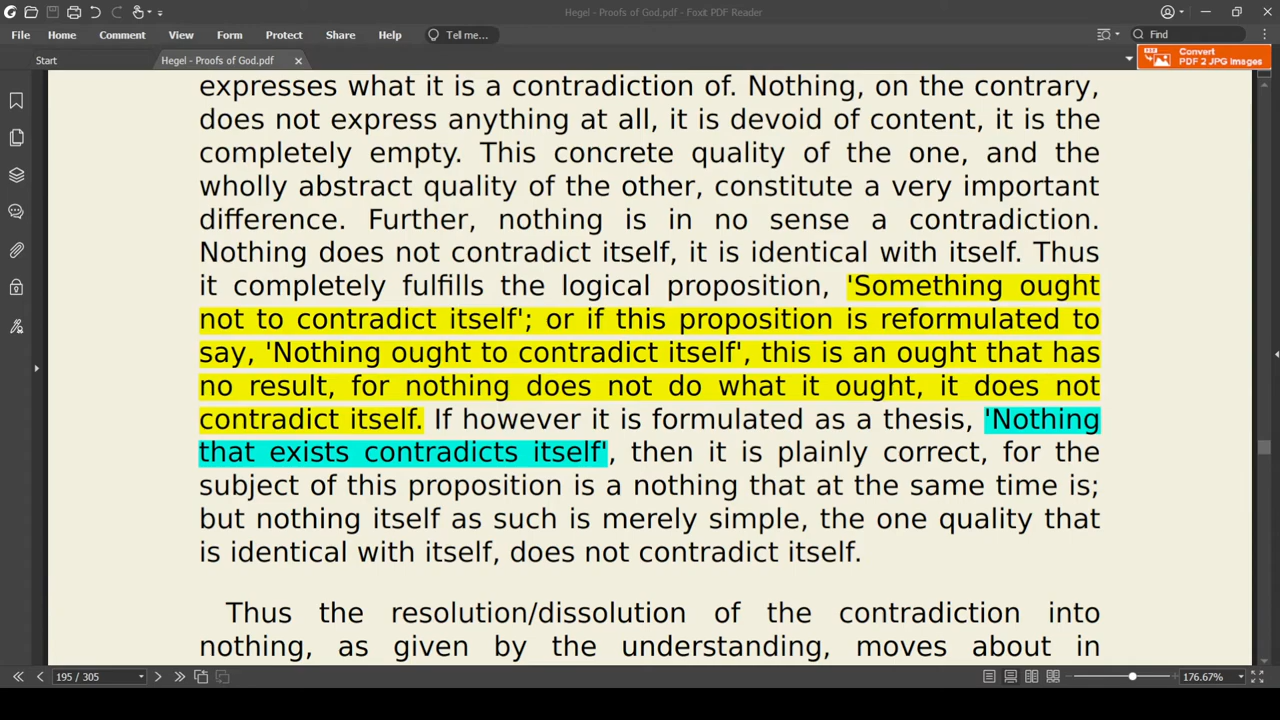 Hegel - Proofs of God.pdf - Foxit PDF Reader
File Home Comment View Form Protect Share Help Tell me... Find
Start Hegel - Proofs of God.pdf
Convert
PDF 2 JPG Images
expresses what it is a contradiction of. Nothing, on the contrary,
does not express anything at all, it is devoid of content, it is the
completely empty. This concrete quality of the one, and the
wholly abstract quality of the other, constitute a very important
difference. Further, nothing is in no sense a contradiction.
Nothing does not contradict itself, it is identical with itself. Thus
it completely fulfills the logical proposition, 'Something ought
not to contradict itself'; or if this proposition is reformulated to
say, 'Nothing ought to contradict itself', this is an ought that has
no result, for nothing does not do what it ought, it does not
contradict itself. If however it is formulated as a thesis, 'Nothing
that exists contradicts itself', then it is plainly correct, for the
subject of this proposition is a nothing that at the same time is;
but nothing itself as such is merely simple, the one quality that
is identical with itself, does not contradict itself.
Thus the resolution/dissolution of the contradiction into
nothing, as given by the understanding, moves about in
195 / 305 176.67%